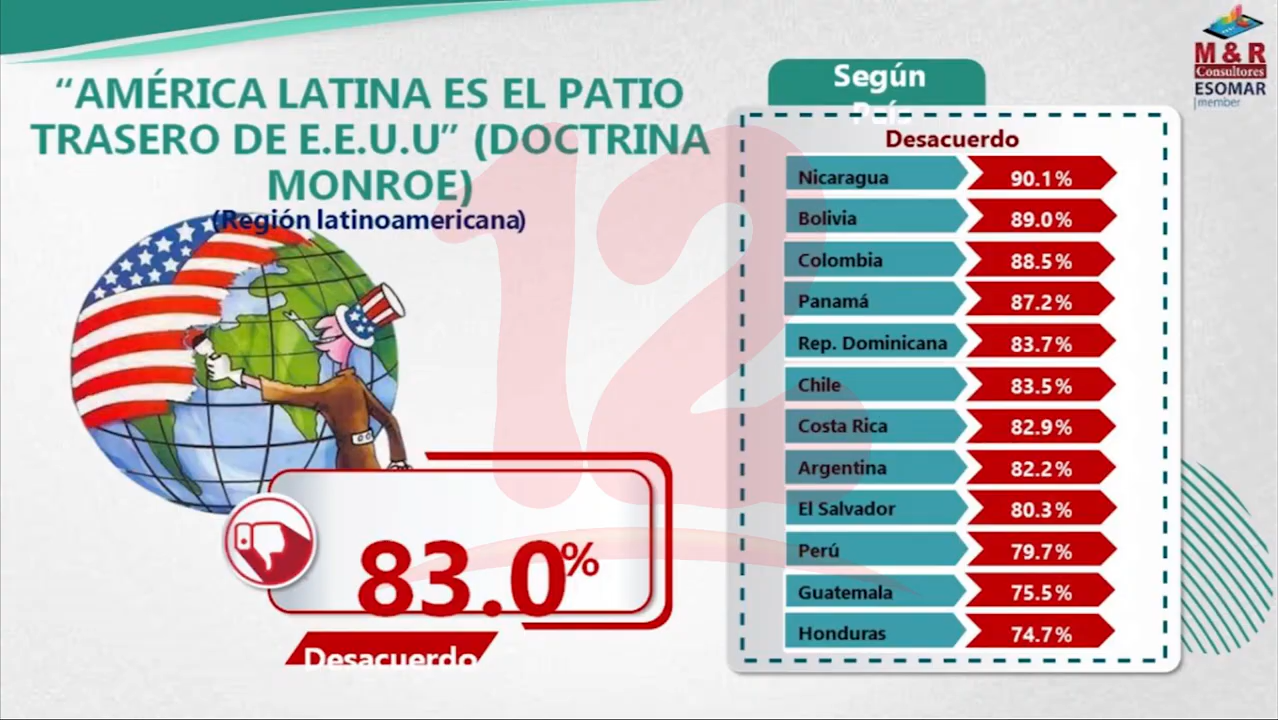 “AMÉRICA LATINA ES EL PATIO
TRASERO DE E.E.U.U” (DOCTRINA
MONROE)
(Región latinoamericana)
83.0%
Desacuerdo
Según
País
Desacuerdo
Nicaragua 90.1%
Bolivia 89.0%
Colombia 88.5%
Panamá 87.2%
Rep. Dominicana 83.7%
Chile 83.5%
Costa Rica 82.9%
Argentina 82.2%
El Salvador 80.3%
Perú 79.7%
Guatemala 75.5%
Honduras 74.7%
M&R
Consultores
ESOMAR
member
12